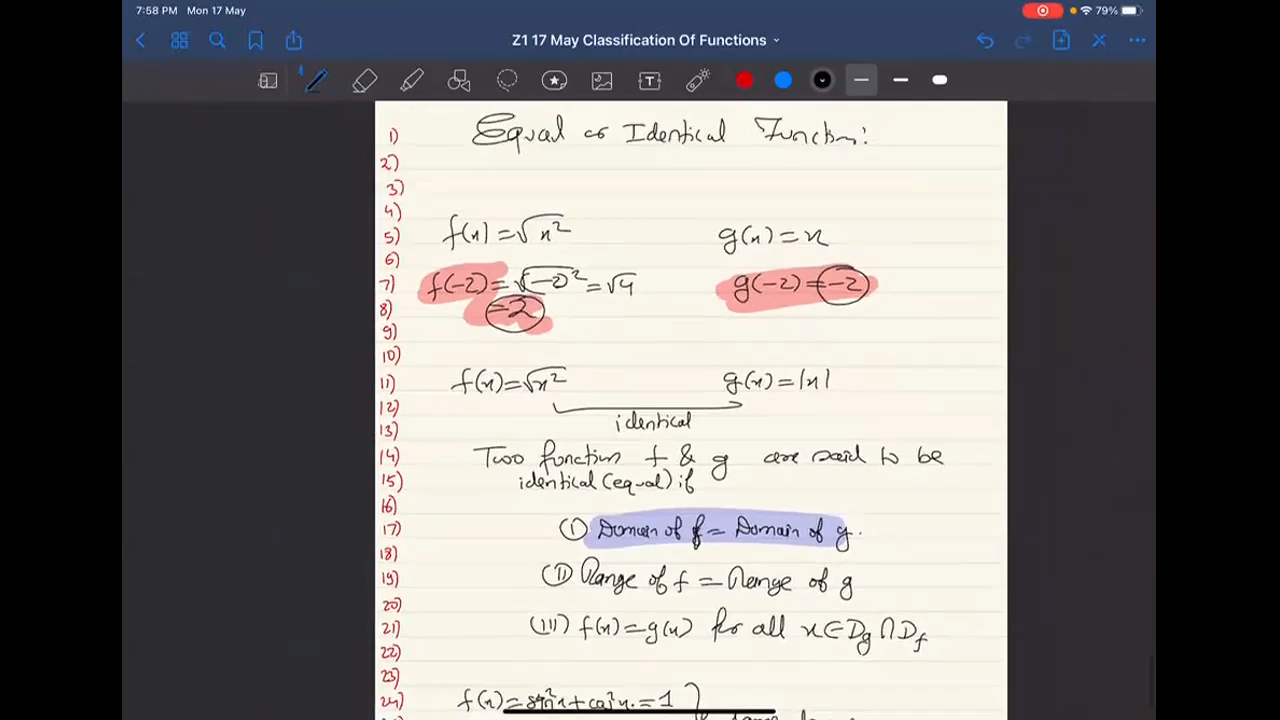 7:58 PM Mon 17 May
79%
Z1 17 May Classification Of Functions
1) Equal or Identical Function:
2)
3)
4)
5) f(x) = √x² g(x) = x
6)
7) f(-2) = √(-2)² = √4 g(-2) = -2
8) = 2
9)
10)
11) f(x) = √x² g(x) = |x|
12)
13) identical
14) Two function f & g are said to be
15) identical (equal) if
16)
17) (I) Domain of f = Domain of g.
18)
19) (II) Range of f = Range of g
20)
21) (III) f(x) = g(x) for all x ∈ Dg ∩ Df
22)
23)
24) f(x) = sin²x + cos²x = 1